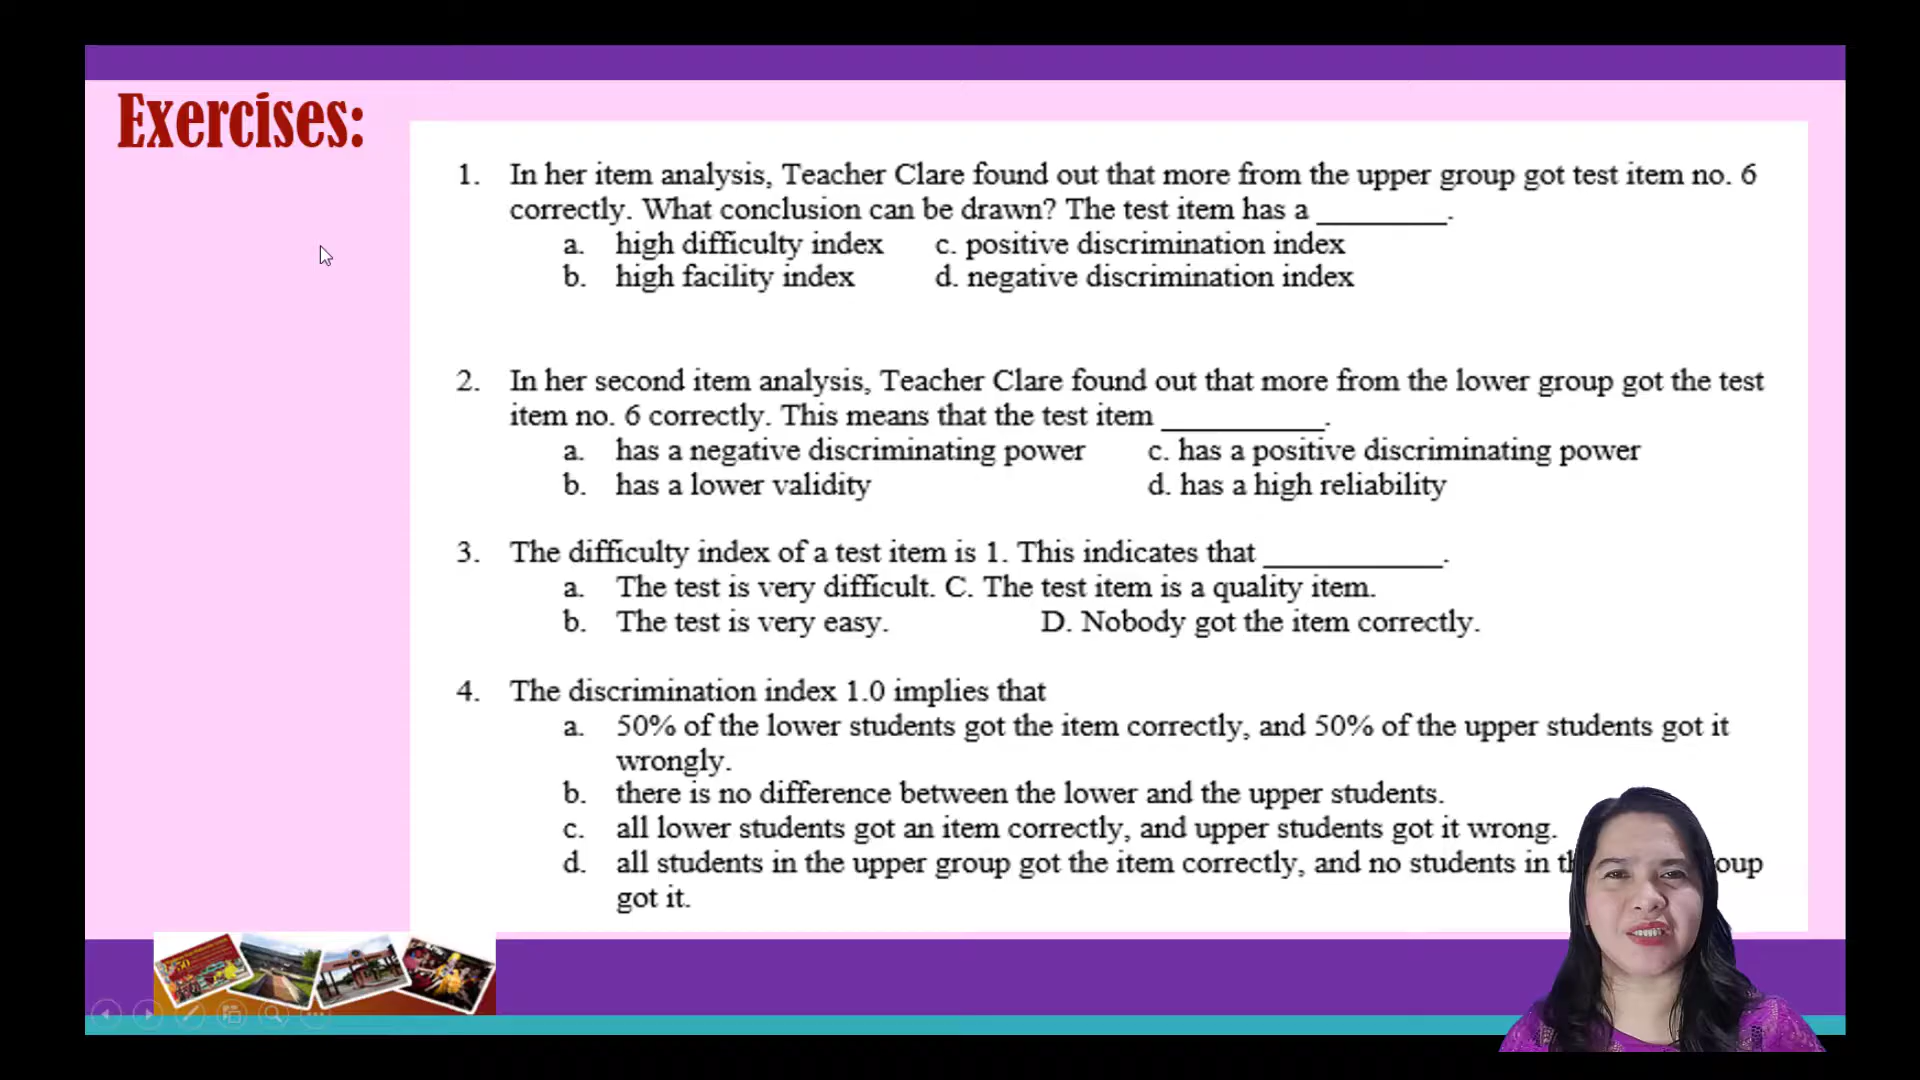 Exercises:
1. In her item analysis, Teacher Clare found out that more from the upper group got test item no. 6
correctly. What conclusion can be drawn? The test item has a ________.
a. high difficulty index c. positive discrimination index
b. high facility index d. negative discrimination index
2. In her second item analysis, Teacher Clare found out that more from the lower group got the test
item no. 6 correctly. This means that the test item __________.
a. has a negative discriminating power c. has a positive discriminating power
b. has a lower validity d. has a high reliability
3. The difficulty index of a test item is 1. This indicates that ___________.
a. The test is very difficult. C. The test item is a quality item.
b. The test is very easy. D. Nobody got the item correctly.
4. The discrimination index 1.0 implies that
a. 50% of the lower students got the item correctly, and 50% of the upper students got it
wrongly.
b. there is no difference between the lower and the upper students.
c. all lower students got an item correctly, and upper students got it wrong.
d. all students in the upper group got the item correctly, and no students in
got it.